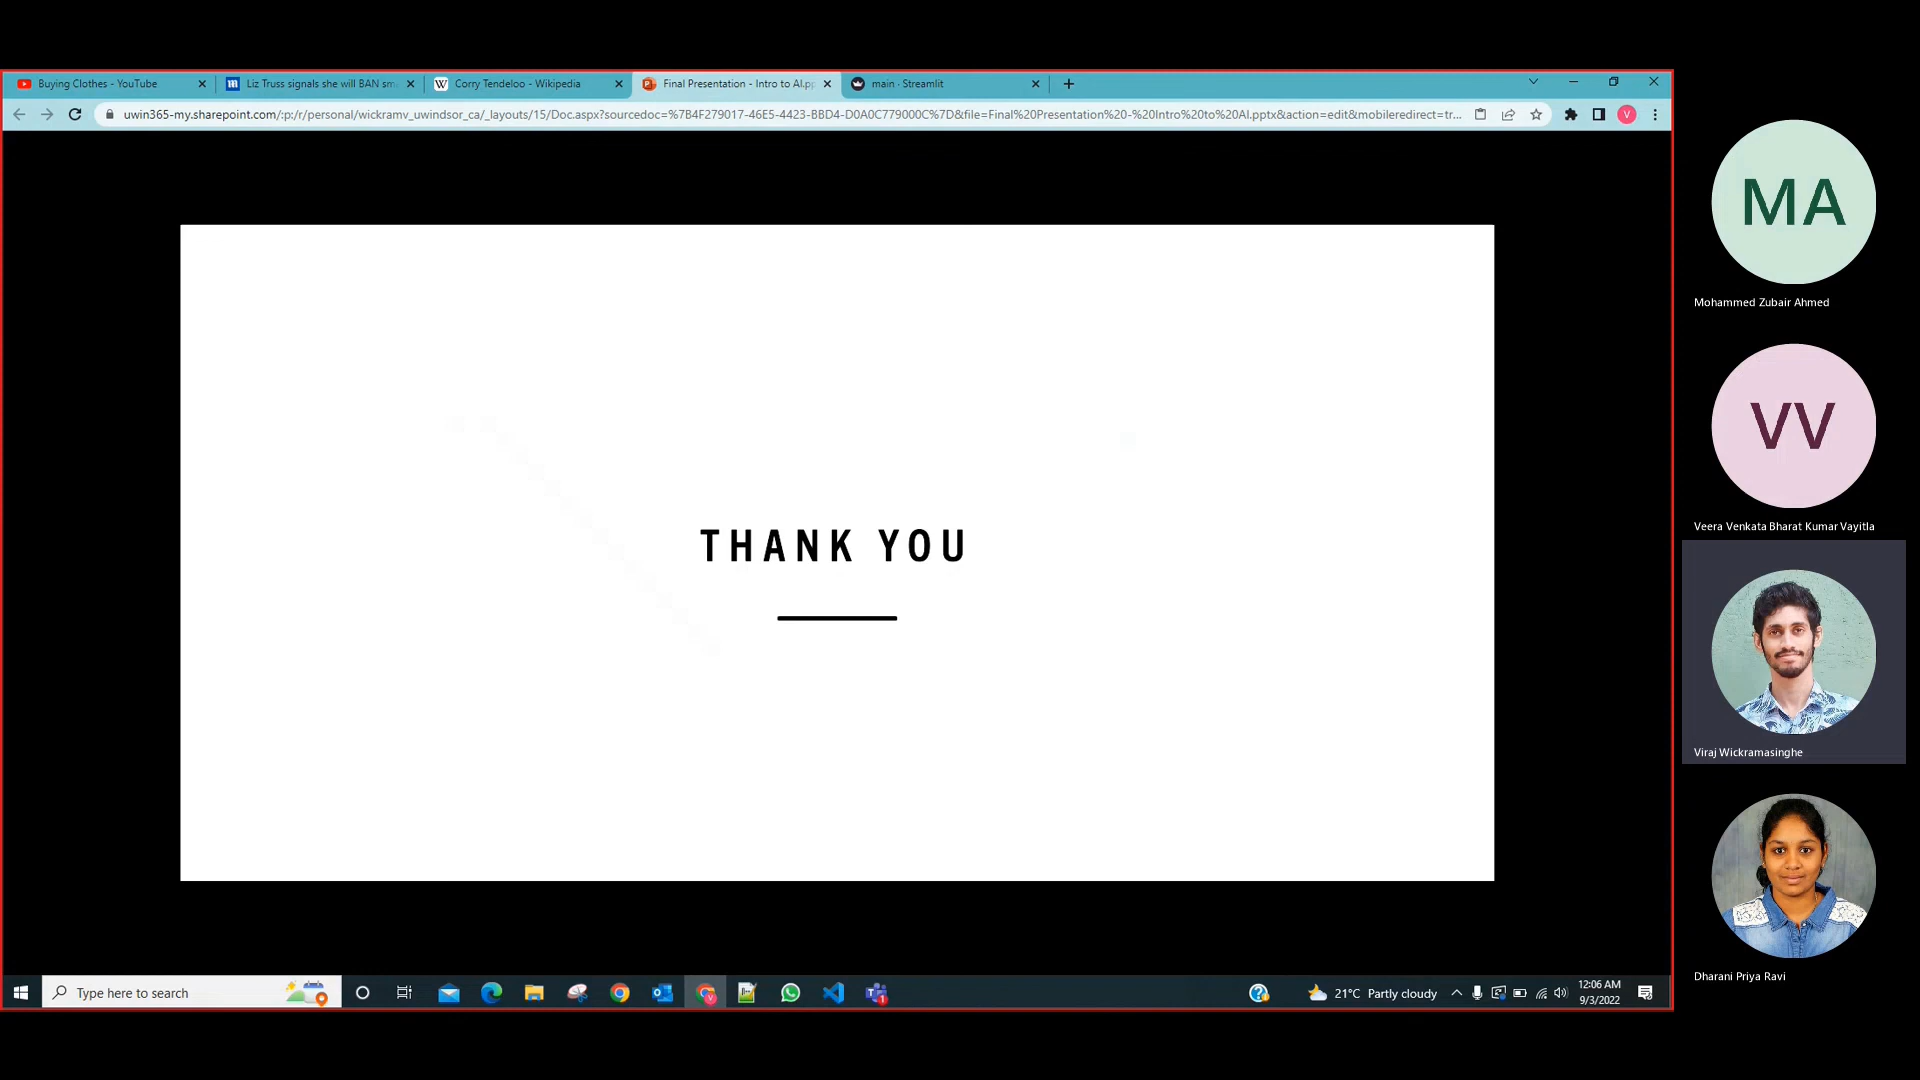 Buying Clothes - YouTube
Liz Truss signals she will BAN sm
Corry Tendeloo - Wikipedia
Final Presentation - Intro to AI.pp
main · Streamlit
uwin365-my.sharepoint.com/:p:/r/personal/wickramv_uwindsor_ca/_layouts/15/Doc.aspx?sourcedoc=%7B4F279017-46E5-4423-BBD4-D0A0C779000C%7D&file=Final%20Presentation%20-%20Intro%20to%20AI.pptx&action=edit&mobileredirect=tr...
V
MA
Mohammed Zubair Ahmed
VV
Veera Venkata Bharat Kumar Vayitla
THANK YOU
Viraj Wickramasinghe
Dharani Priya Ravi
Type here to search
21°C Partly cloudy
12:06 AM
9/3/2022